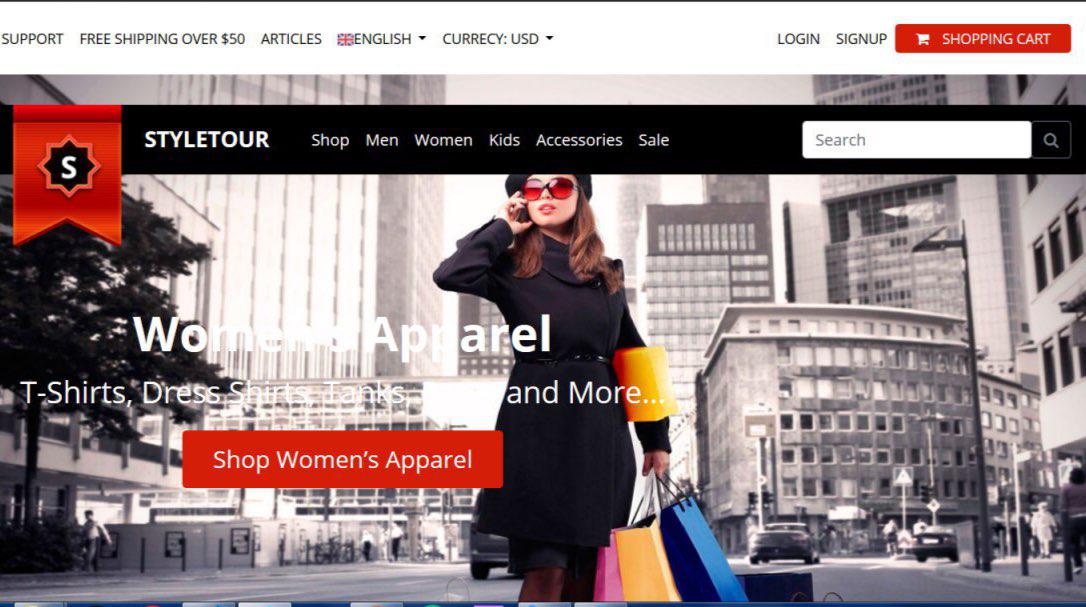 SUPPORT FREE SHIPPING OVER $50 ARTICLES ENGLISH CURRECY: USD LOGIN SIGNUP SHOPPING CART
S STYLETOUR Shop Men Women Kids Accessories Sale Search
Women's Apparel
T-Shirts, Dress Shirts, Tanks, and More...
Shop Women’s Apparel